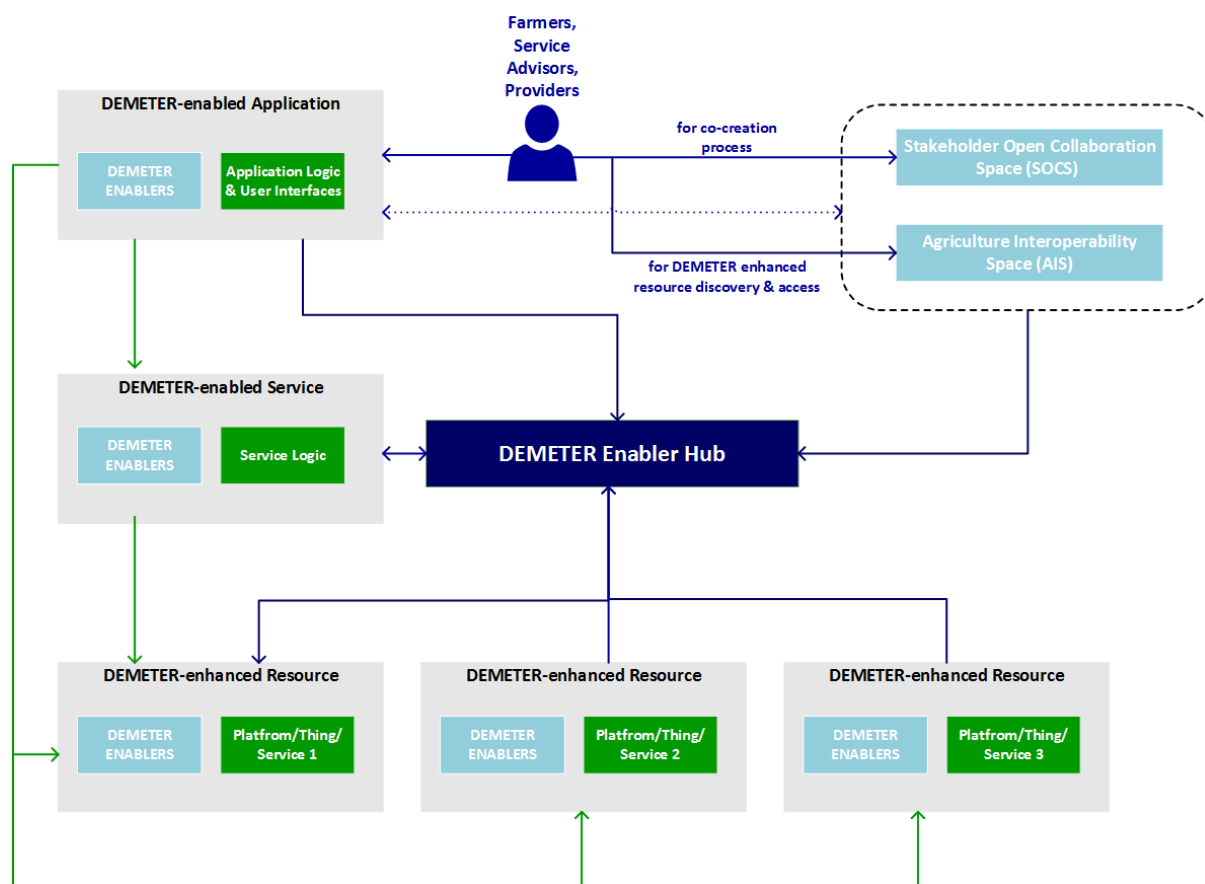 Farmers,
Service
Advisors,
Providers
DEMETER-enabled Application
DEMETER
ENABLERS
Application Logic
& User Interfaces
for co-creation
process
Stakeholder Open Collaboration
Space (SOCS)
Agriculture Interoperability
Space (AIS)
for DEMETER enhanced
resource discovery & access
DEMETER-enabled Service
DEMETER
ENABLERS
Service Logic
DEMETER Enabler Hub
DEMETER-enhanced Resource
DEMETER
ENABLERS
Platfrom/Thing/
Service 1
DEMETER-enhanced Resource
DEMETER
ENABLERS
Platfrom/Thing/
Service 2
DEMETER-enhanced Resource
DEMETER
ENABLERS
Platfrom/Thing/
Service 3